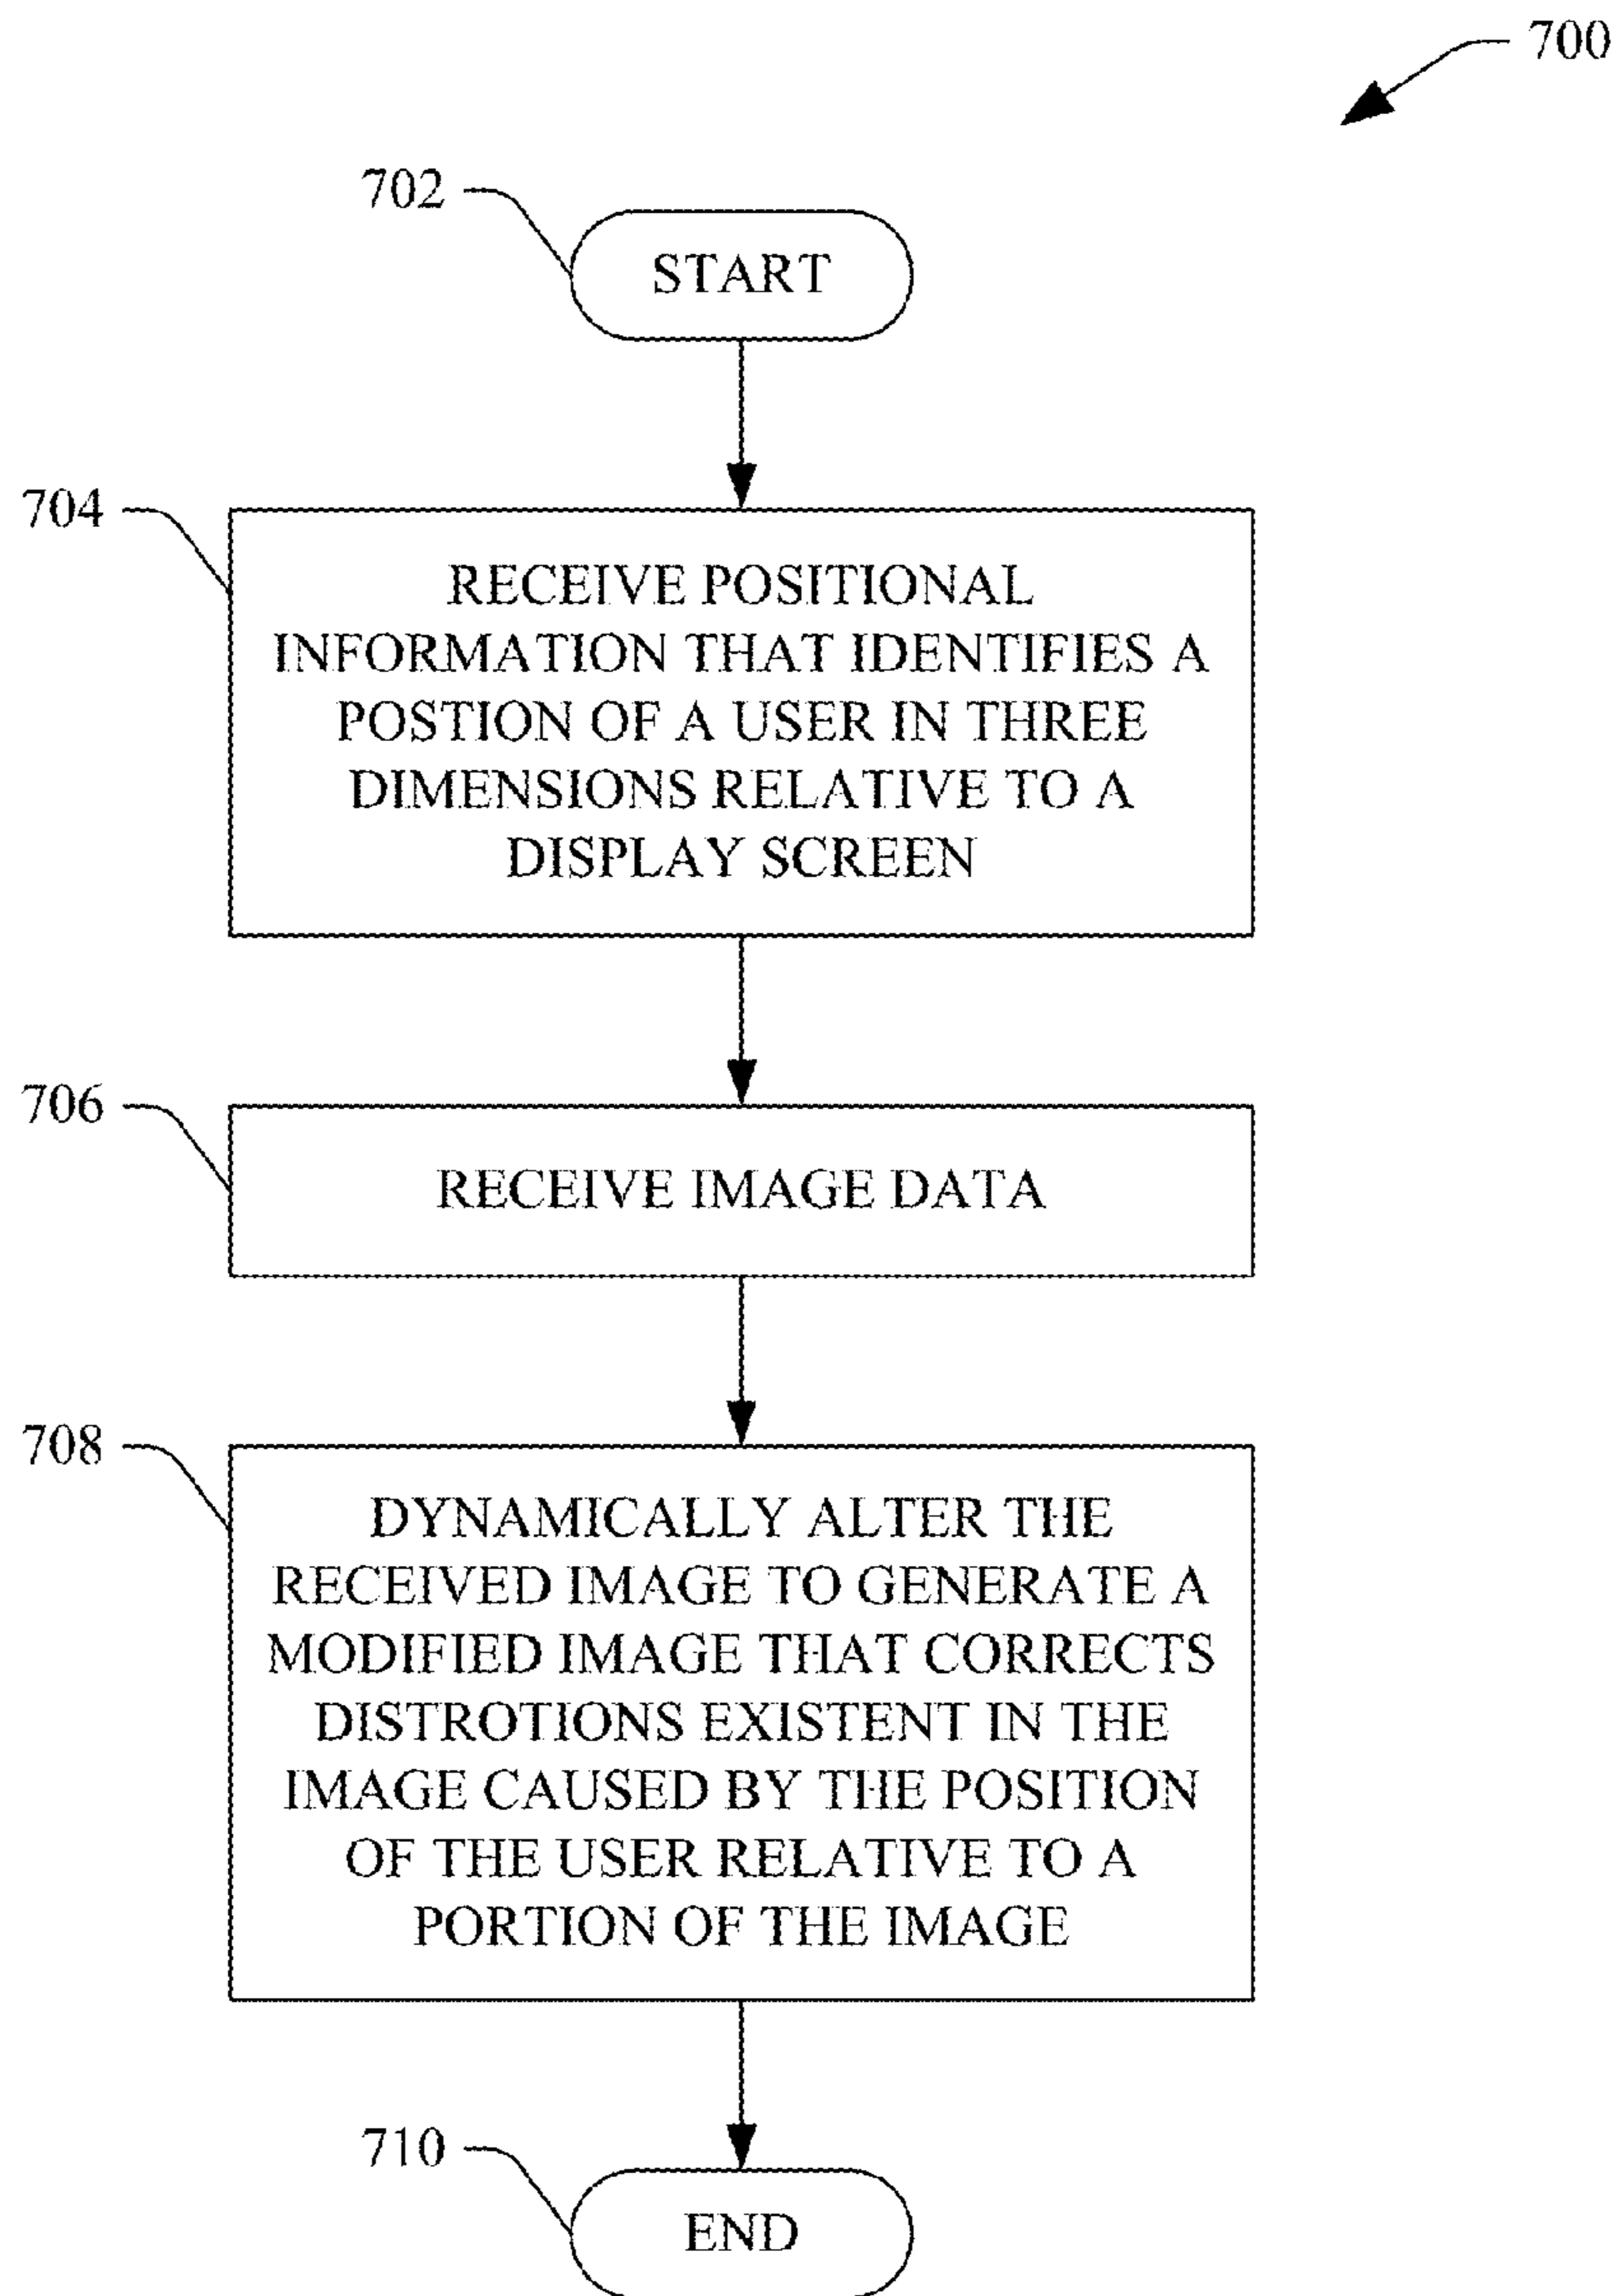 700
702
START
704
RECEIVE POSITIONAL
INFORMATION THAT IDENTIFIES A
POSTION OF A USER IN THREE
DIMENSIONS RELATIVE TO A
DISPLAY SCREEN
706
RECEIVE IMAGE DATA
708
DYNAMICALLY ALTER THE
RECEIVED IMAGE TO GENERATE A
MODIFIED IMAGE THAT CORRECTS
DISTROTIONS EXISTENT IN THE
IMAGE CAUSED BY THE POSITION
OF THE USER RELATIVE TO A
PORTION OF THE IMAGE
710
END